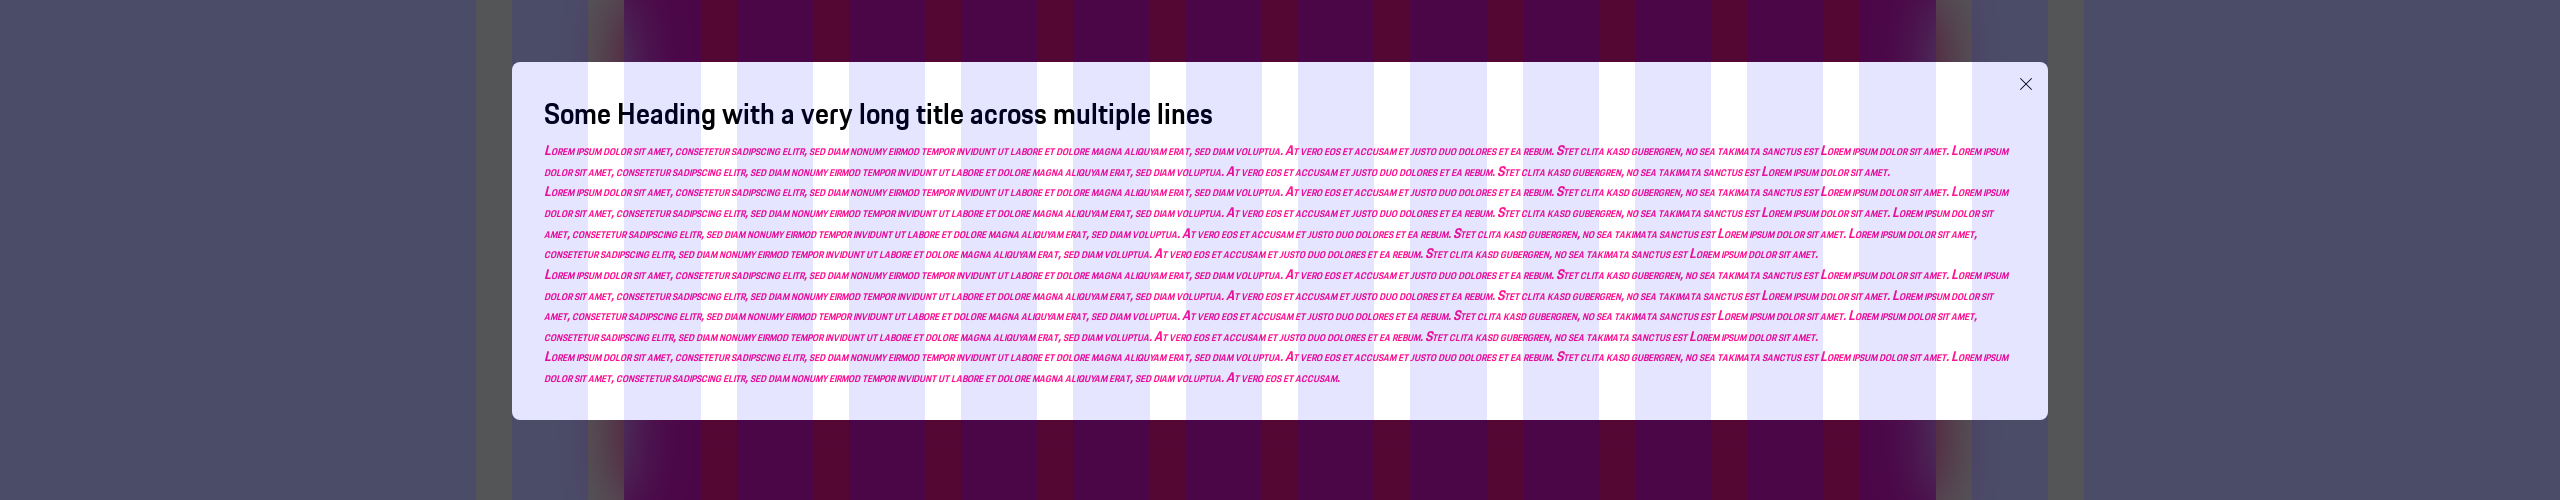 Some Heading with a very long title across multiple lines
Lorem ipsum dolor sit amet, consetetur sadipscing elitr, sed diam nonumy eirmod tempor invidunt ut labore et dolore magna aliquyam erat, sed diam voluptua. At vero eos et accusam et justo duo dolores et ea rebum. Stet clita kasd gubergren, no sea takimata sanctus est Lorem ipsum dolor sit amet. Lorem ipsum
dolor sit amet, consetetur sadipscing elitr, sed diam nonumy eirmod tempor invidunt ut labore et dolore magna aliquyam erat, sed diam voluptua. At vero eos et accusam et justo duo dolores et ea rebum. Stet clita kasd gubergren, no sea takimata sanctus est Lorem ipsum dolor sit amet.
Lorem ipsum dolor sit amet, consetetur sadipscing elitr, sed diam nonumy eirmod tempor invidunt ut labore et dolore magna aliquyam erat, sed diam voluptua. At vero eos et accusam et justo duo dolores et ea rebum. Stet clita kasd gubergren, no sea takimata sanctus est Lorem ipsum dolor sit amet. Lorem ipsum
dolor sit amet, consetetur sadipscing elitr, sed diam nonumy eirmod tempor invidunt ut labore et dolore magna aliquyam erat, sed diam voluptua. At vero eos et accusam et justo duo dolores et ea rebum. Stet clita kasd gubergren, no sea takimata sanctus est Lorem ipsum dolor sit amet. Lorem ipsum dolor sit
amet, consetetur sadipscing elitr, sed diam nonumy eirmod tempor invidunt ut labore et dolore magna aliquyam erat, sed diam voluptua. At vero eos et accusam et justo duo dolores et ea rebum. Stet clita kasd gubergren, no sea takimata sanctus est Lorem ipsum dolor sit amet. Lorem ipsum dolor sit amet,
consetetur sadipscing elitr, sed diam nonumy eirmod tempor invidunt ut labore et dolore magna aliquyam erat, sed diam voluptua. At vero eos et accusam et justo duo dolores et ea rebum. Stet clita kasd gubergren, no sea takimata sanctus est Lorem ipsum dolor sit amet.
Lorem ipsum dolor sit amet, consetetur sadipscing elitr, sed diam nonumy eirmod tempor invidunt ut labore et dolore magna aliquyam erat, sed diam voluptua. At vero eos et accusam et justo duo dolores et ea rebum. Stet clita kasd gubergren, no sea takimata sanctus est Lorem ipsum dolor sit amet. Lorem ipsum
dolor sit amet, consetetur sadipscing elitr, sed diam nonumy eirmod tempor invidunt ut labore et dolore magna aliquyam erat, sed diam voluptua. At vero eos et accusam et justo duo dolores et ea rebum. Stet clita kasd gubergren, no sea takimata sanctus est Lorem ipsum dolor sit amet. Lorem ipsum dolor sit
amet, consetetur sadipscing elitr, sed diam nonumy eirmod tempor invidunt ut labore et dolore magna aliquyam erat, sed diam voluptua. At vero eos et accusam et justo duo dolores et ea rebum. Stet clita kasd gubergren, no sea takimata sanctus est Lorem ipsum dolor sit amet. Lorem ipsum dolor sit amet,
consetetur sadipscing elitr, sed diam nonumy eirmod tempor invidunt ut labore et dolore magna aliquyam erat, sed diam voluptua. At vero eos et accusam et justo duo dolores et ea rebum. Stet clita kasd gubergren, no sea takimata sanctus est Lorem ipsum dolor sit amet.
Lorem ipsum dolor sit amet, consetetur sadipscing elitr, sed diam nonumy eirmod tempor invidunt ut labore et dolore magna aliquyam erat, sed diam voluptua. At vero eos et accusam et justo duo dolores et ea rebum. Stet clita kasd gubergren, no sea takimata sanctus est Lorem ipsum dolor sit amet. Lorem ipsum
dolor sit amet, consetetur sadipscing elitr, sed diam nonumy eirmod tempor invidunt ut labore et dolore magna aliquyam erat, sed diam voluptua. At vero eos et accusam.